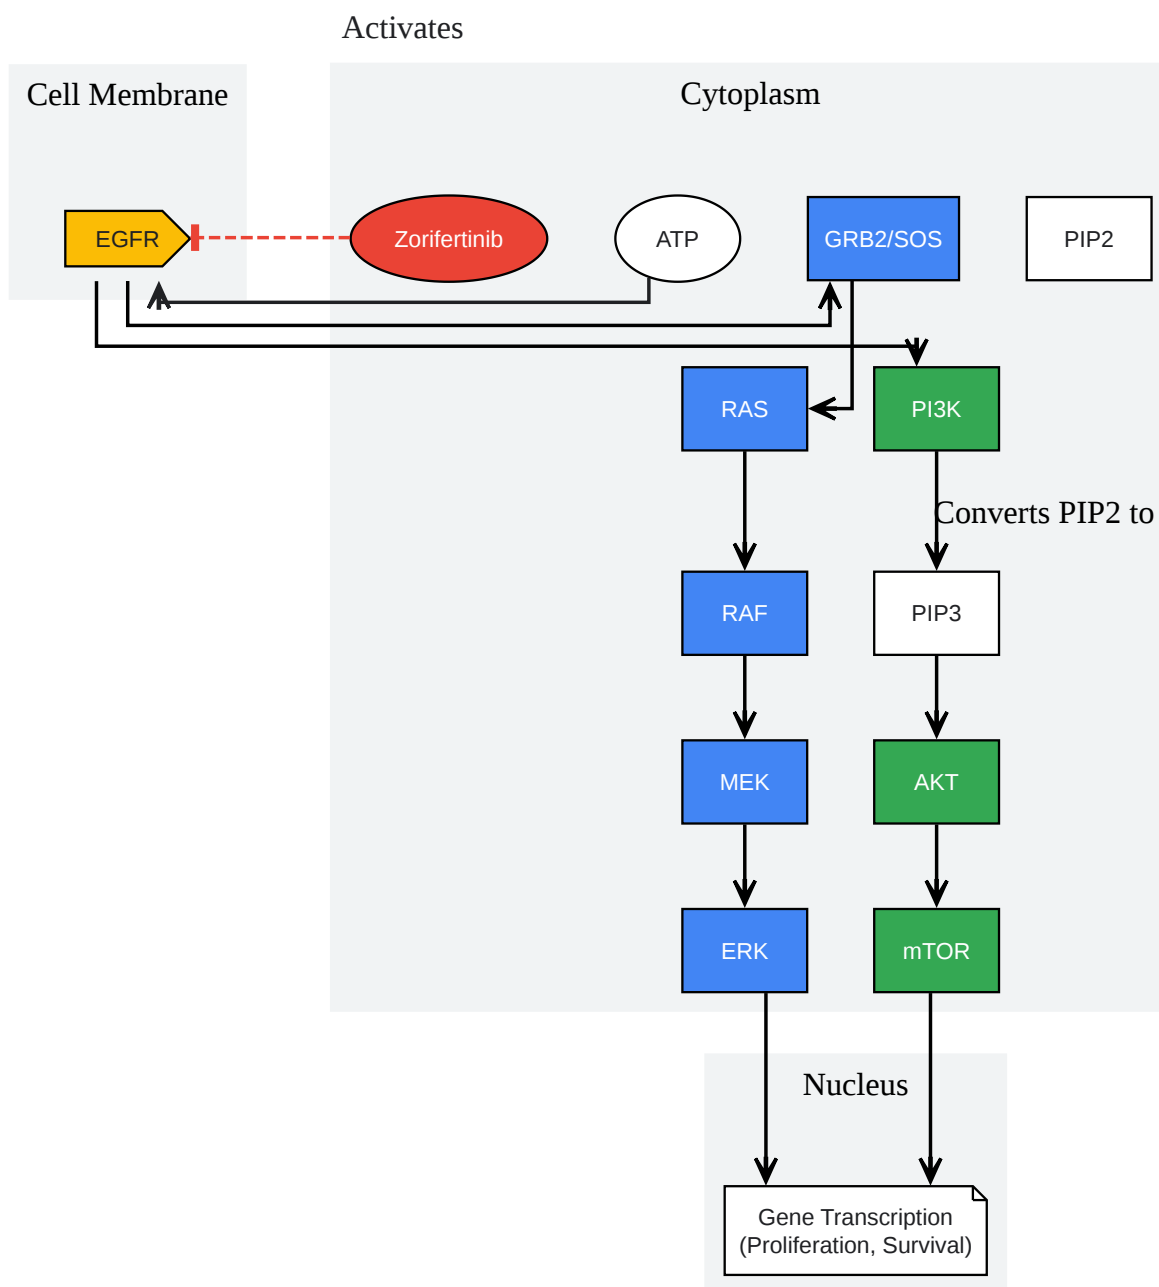 Activates
Cell Membrane
Cytoplasm
EGFR
Zorifertinib
ATP
GRB2/SOS
PIP2
RAS
PI3K
Converts PIP2 to
RAF
PIP3
MEK
AKT
ERK
mTOR
Nucleus
Gene Transcription
(Proliferation, Survival)